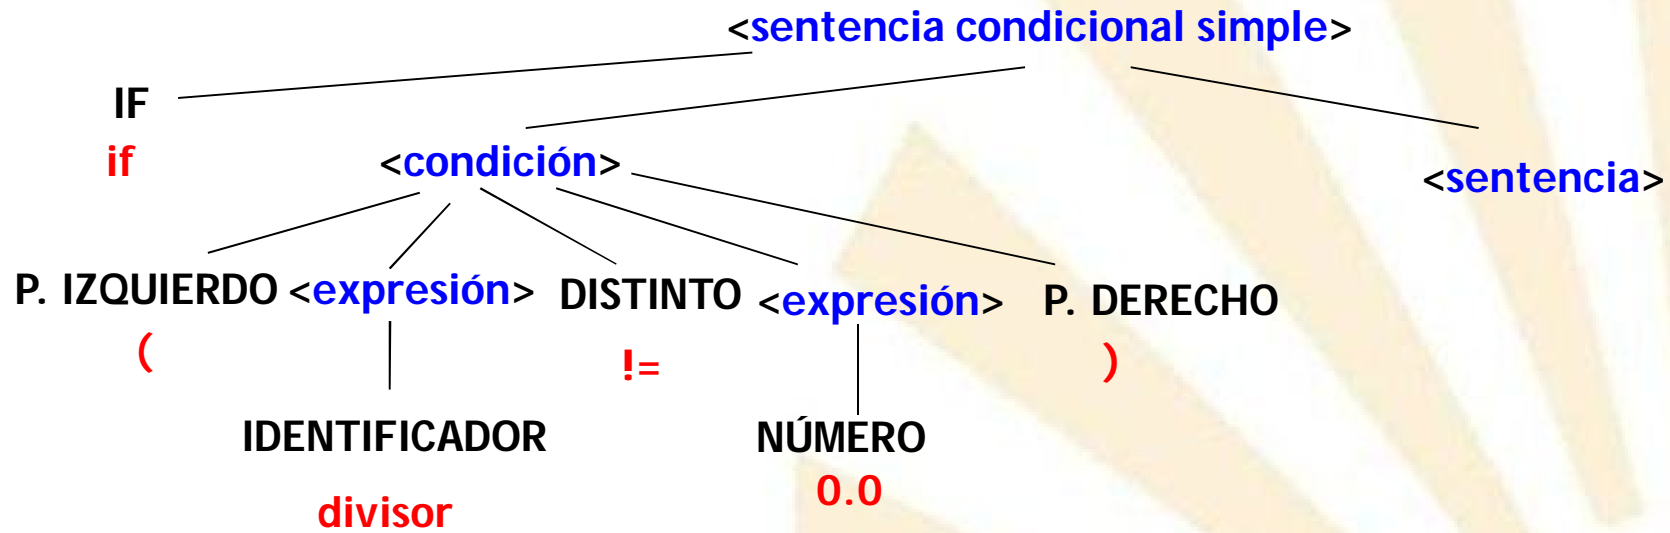 <sentencia condicional simple>
IF
if
<condición>
<sentencia>
P. IZQUIERDO <expresión> DISTINTO <expresión> P. DERECHO
( != )
IDENTIFICADOR NÚMERO
divisor 0.0